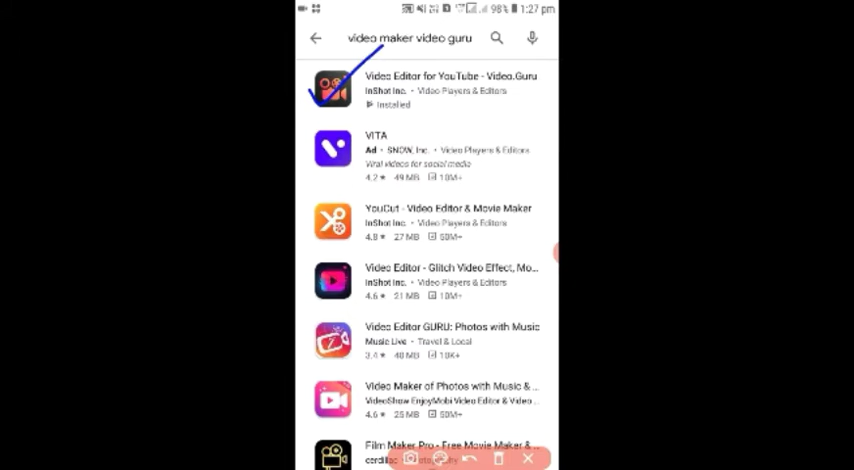 98% 1:27 pm
video maker video guru
Video Editor for YouTube - Video.Guru
InShot Inc. • Video Players & Editors
Installed
VITA
Ad • SNOW, Inc. • Video Players & Editors
Viral videos for social media
4.2 ★ 49 MB 10M+
YouCut - Video Editor & Movie Maker
InShot Inc. • Video Players & Editors
4.8 ★ 27 MB 50M+
Video Editor - Glitch Video Effect, Mo...
InShot Inc. • Video Players & Editors
4.6 ★ 21 MB 10M+
Video Editor GURU: Photos with Music
Music Live • Travel & Local
3.4 ★ 40 MB 10K+
Video Maker of Photos with Music & ...
VideoShow EnjoyMobi Video Editor & Video ...
4.6 ★ 25 MB 50M+
Film Maker Pro - Free Movie Maker & ...